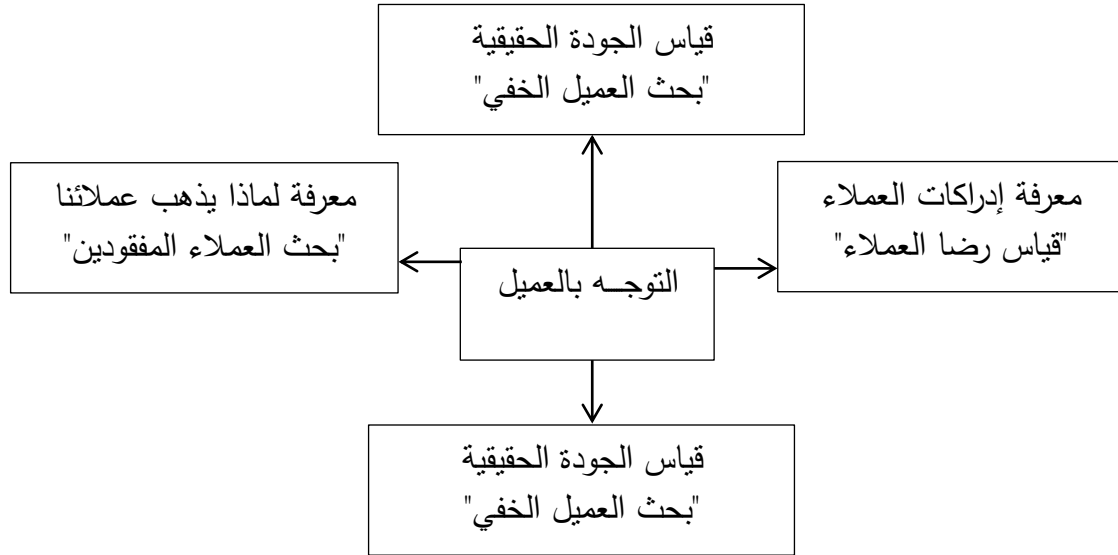 قياس الجودة الحقيقية
"بحث العميل الخفي"
معرفة إدراكات العملاء
"قياس رضا العملاء"
التوجــه بالعميل
معرفة لماذا يذهب عملائنا
"بحث العملاء المفقودين"
قياس الجودة الحقيقية
"بحث العميل الخفي"